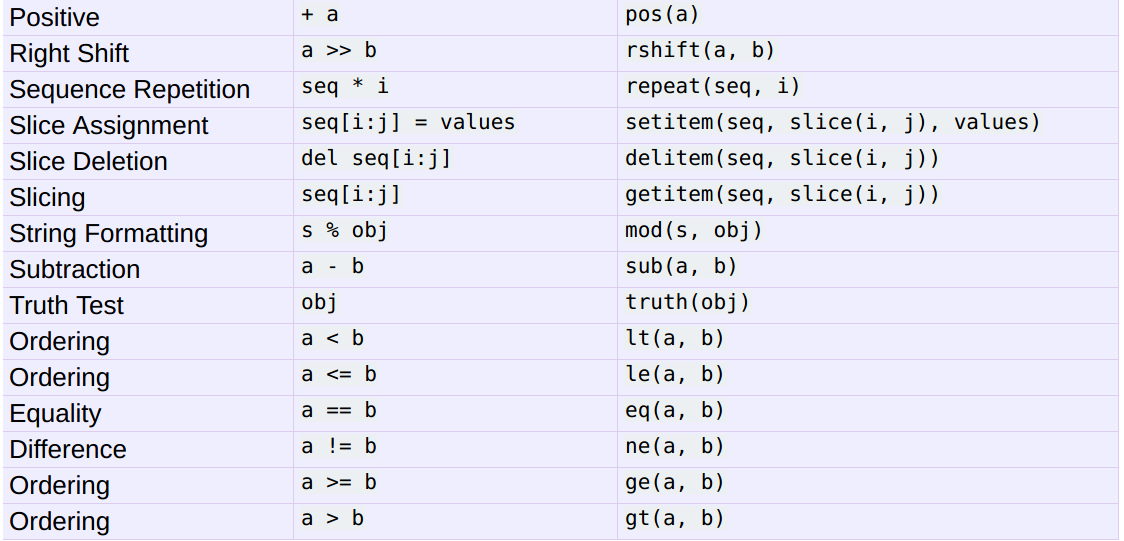 Positive + a pos(a)
Right Shift a >> b rshift(a, b)
Sequence Repetition seq * i repeat(seq, i)
Slice Assignment seq[i:j] = values setitem(seq, slice(i, j), values)
Slice Deletion del seq[i:j] delitem(seq, slice(i, j))
Slicing seq[i:j] getitem(seq, slice(i, j))
String Formatting s % obj mod(s, obj)
Subtraction a - b sub(a, b)
Truth Test obj truth(obj)
Ordering a < b lt(a, b)
Ordering a <= b le(a, b)
Equality a == b eq(a, b)
Difference a != b ne(a, b)
Ordering a >= b ge(a, b)
Ordering a > b gt(a, b)